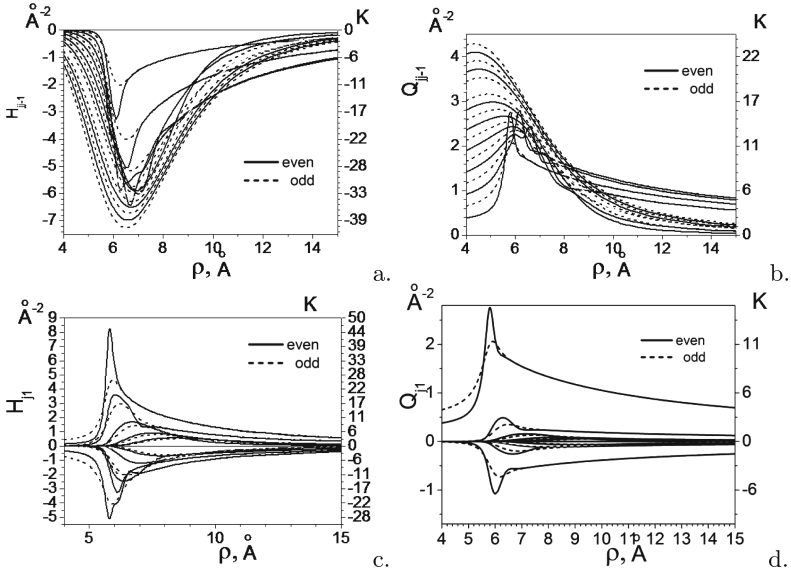 Å-2 K
0 0
-1 -6
-2 -11
-3 -17
-4 -22
-5 -28
-6 -33
-7 -39
H jj-1
even
odd
4 6 8 10 12 14
ρ, Å
a.
Å-2 K
4 22
3 17
2 11
1 6
0 0
Q jj-1
even
odd
4 6 8 10 12 14
ρ, Å
b.
Å-2 K
9 50
8 44
7 39
6 33
5 28
4 22
3 17
2 11
1 6
0 0
-1 -6
-2 -11
-3 -17
-4 -22
-5 -28
H j1
even
odd
5 10 15
ρ, Å
c.
Å-2 K
2 11
1 6
0 0
-1 -6
Q j1
even
odd
4 5 6 7 8 9 10 11 12 13 14 15
ρ, Å
d.